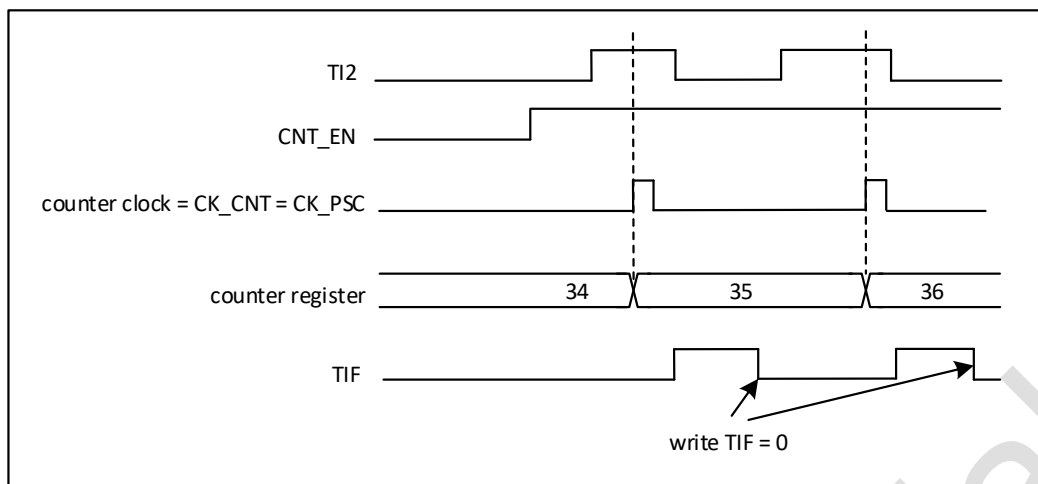 TI2
CNT_EN
counter clock = CK_CNT = CK_PSC
counter register
34
35
36
TIF
write TIF = 0